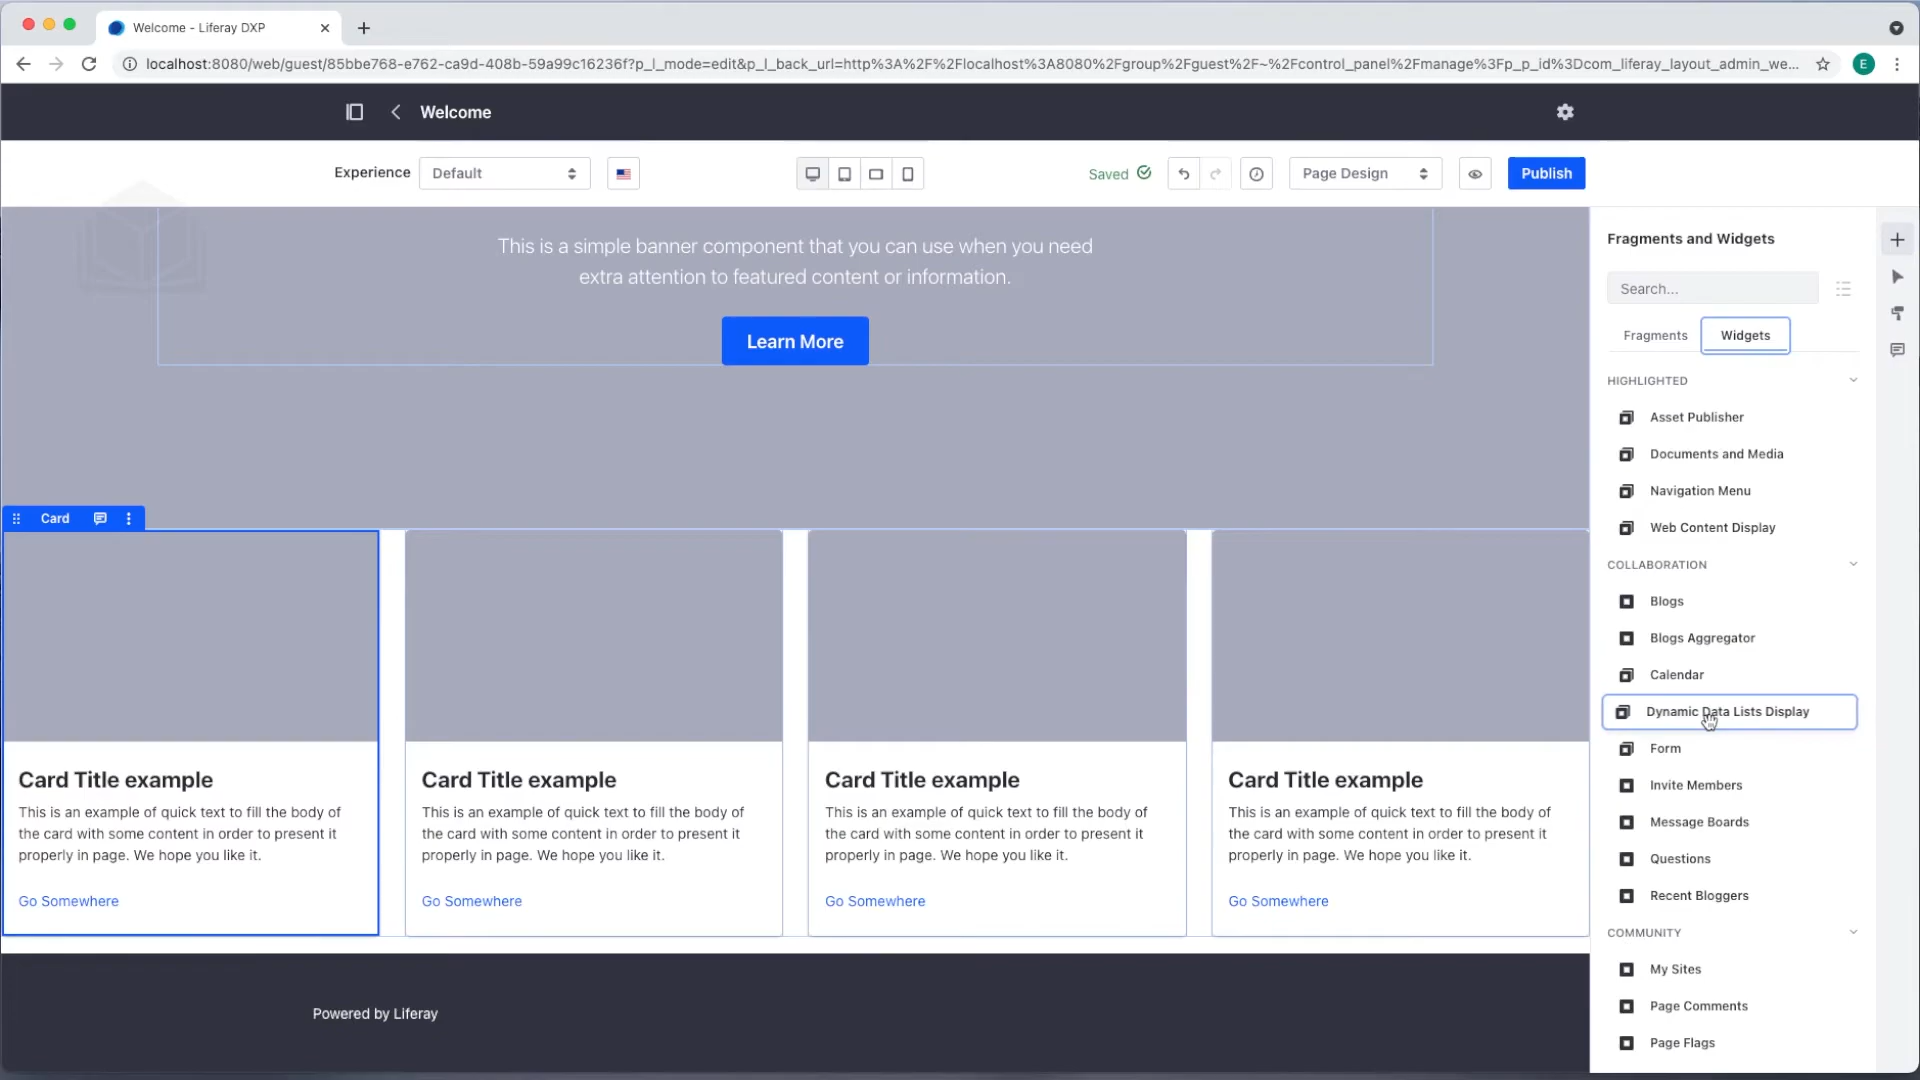 Welcome - Liferay DXP
localhost:8080/web/guest/85bbe768-e762-ca9d-408b-59a99c16236f?p_l_mode=edit&p_l_back_url=http%3A%2F%2Flocalhost%3A8080%2Fgroup%2Fguest%2F~%2Fcontrol_panel%2Fmanage%3Fp_p_id%3Dcom_liferay_layout_admin_we...
E
Welcome
Experience
Default
Saved
Page Design
Publish
This is a simple banner component that you can use when you need
extra attention to featured content or information.
Learn More
Card
Card Title example
This is an example of quick text to fill the body of
the card with some content in order to present it
properly in page. We hope you like it.
Go Somewhere
Card Title example
This is an example of quick text to fill the body of
the card with some content in order to present it
properly in page. We hope you like it.
Go Somewhere
Card Title example
This is an example of quick text to fill the body of
the card with some content in order to present it
properly in page. We hope you like it.
Go Somewhere
Card Title example
This is an example of quick text to fill the body of
the card with some content in order to present it
properly in page. We hope you like it.
Go Somewhere
Powered by Liferay
Fragments and Widgets
Search...
Fragments
Widgets
HIGHLIGHTED
Asset Publisher
Documents and Media
Navigation Menu
Web Content Display
COLLABORATION
Blogs
Blogs Aggregator
Calendar
Dynamic Data Lists Display
Form
Invite Members
Message Boards
Questions
Recent Bloggers
COMMUNITY
My Sites
Page Comments
Page Flags